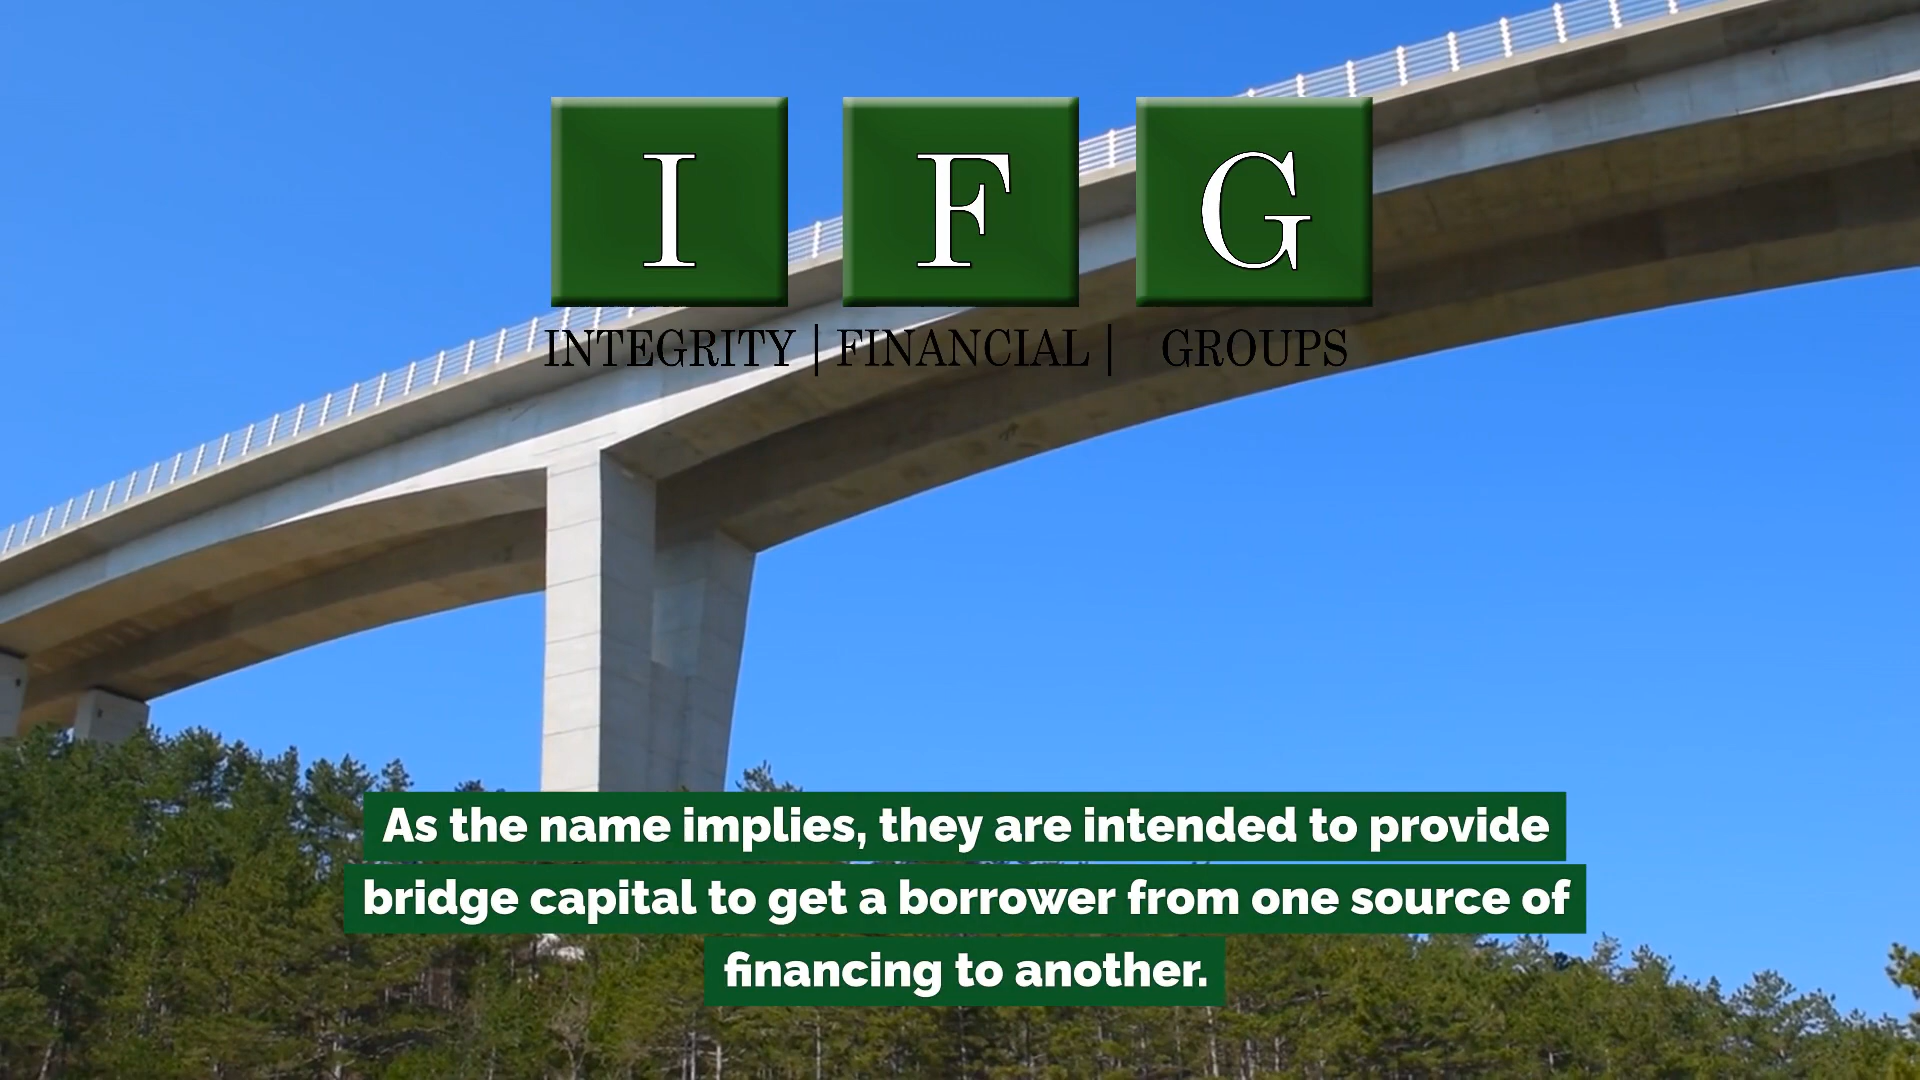 I F G
INTEGRITY | FINANCIAL | GROUPS
As the name implies, they are intended to provide
bridge capital to get a borrower from one source of
financing to another.